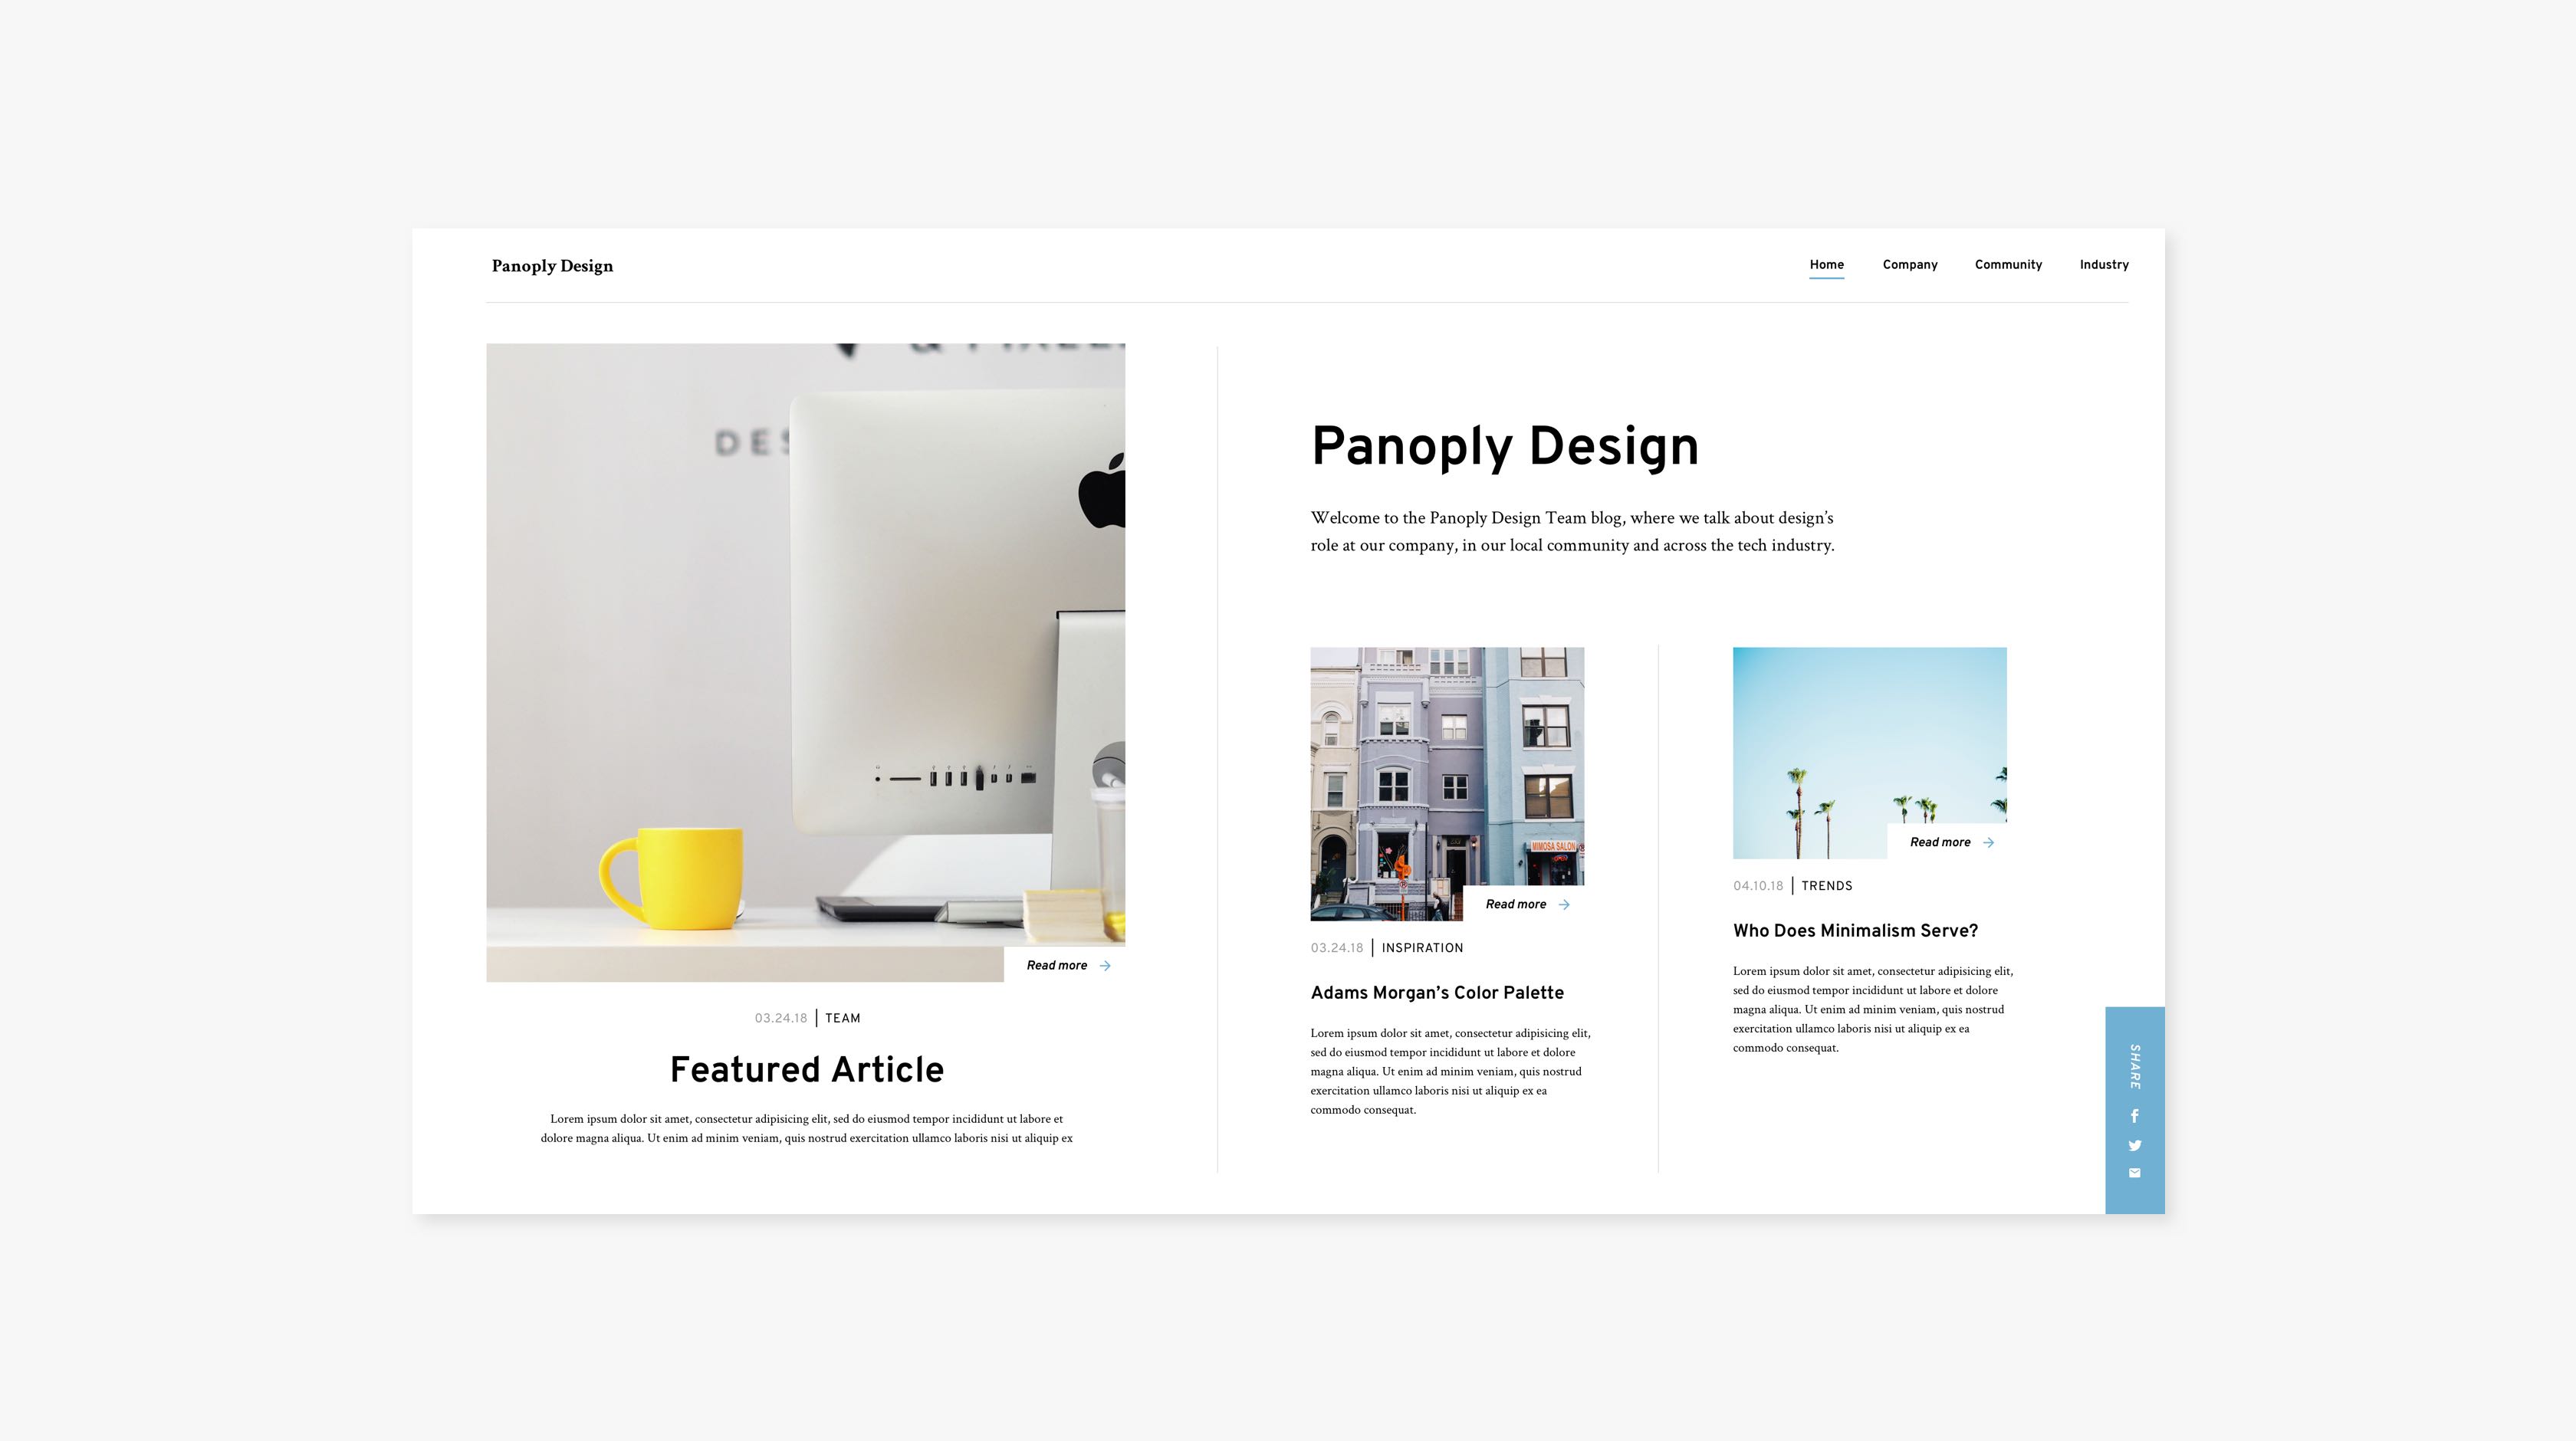 Panoply Design
Home Company Community Industry
DES
Read more
03.24.18 | TEAM
Featured Article
Lorem ipsum dolor sit amet, consectetur adipisicing elit, sed do eiusmod tempor incididunt ut labore et
dolore magna aliqua. Ut enim ad minim veniam, quis nostrud exercitation ullamco laboris nisi ut aliquip ex
Panoply Design
Welcome to the Panoply Design Team blog, where we talk about design’s
role at our company, in our local community and across the tech industry.
MIMOSA SALON
Read more
03.24.18 | INSPIRATION
Adams Morgan’s Color Palette
Lorem ipsum dolor sit amet, consectetur adipisicing elit,
sed do eiusmod tempor incididunt ut labore et dolore
magna aliqua. Ut enim ad minim veniam, quis nostrud
exercitation ullamco laboris nisi ut aliquip ex ea
commodo consequat.
Read more
04.10.18 | TRENDS
Who Does Minimalism Serve?
Lorem ipsum dolor sit amet, consectetur adipisicing elit,
sed do eiusmod tempor incididunt ut labore et dolore
magna aliqua. Ut enim ad minim veniam, quis nostrud
exercitation ullamco laboris nisi ut aliquip ex ea
commodo consequat.
SHARE